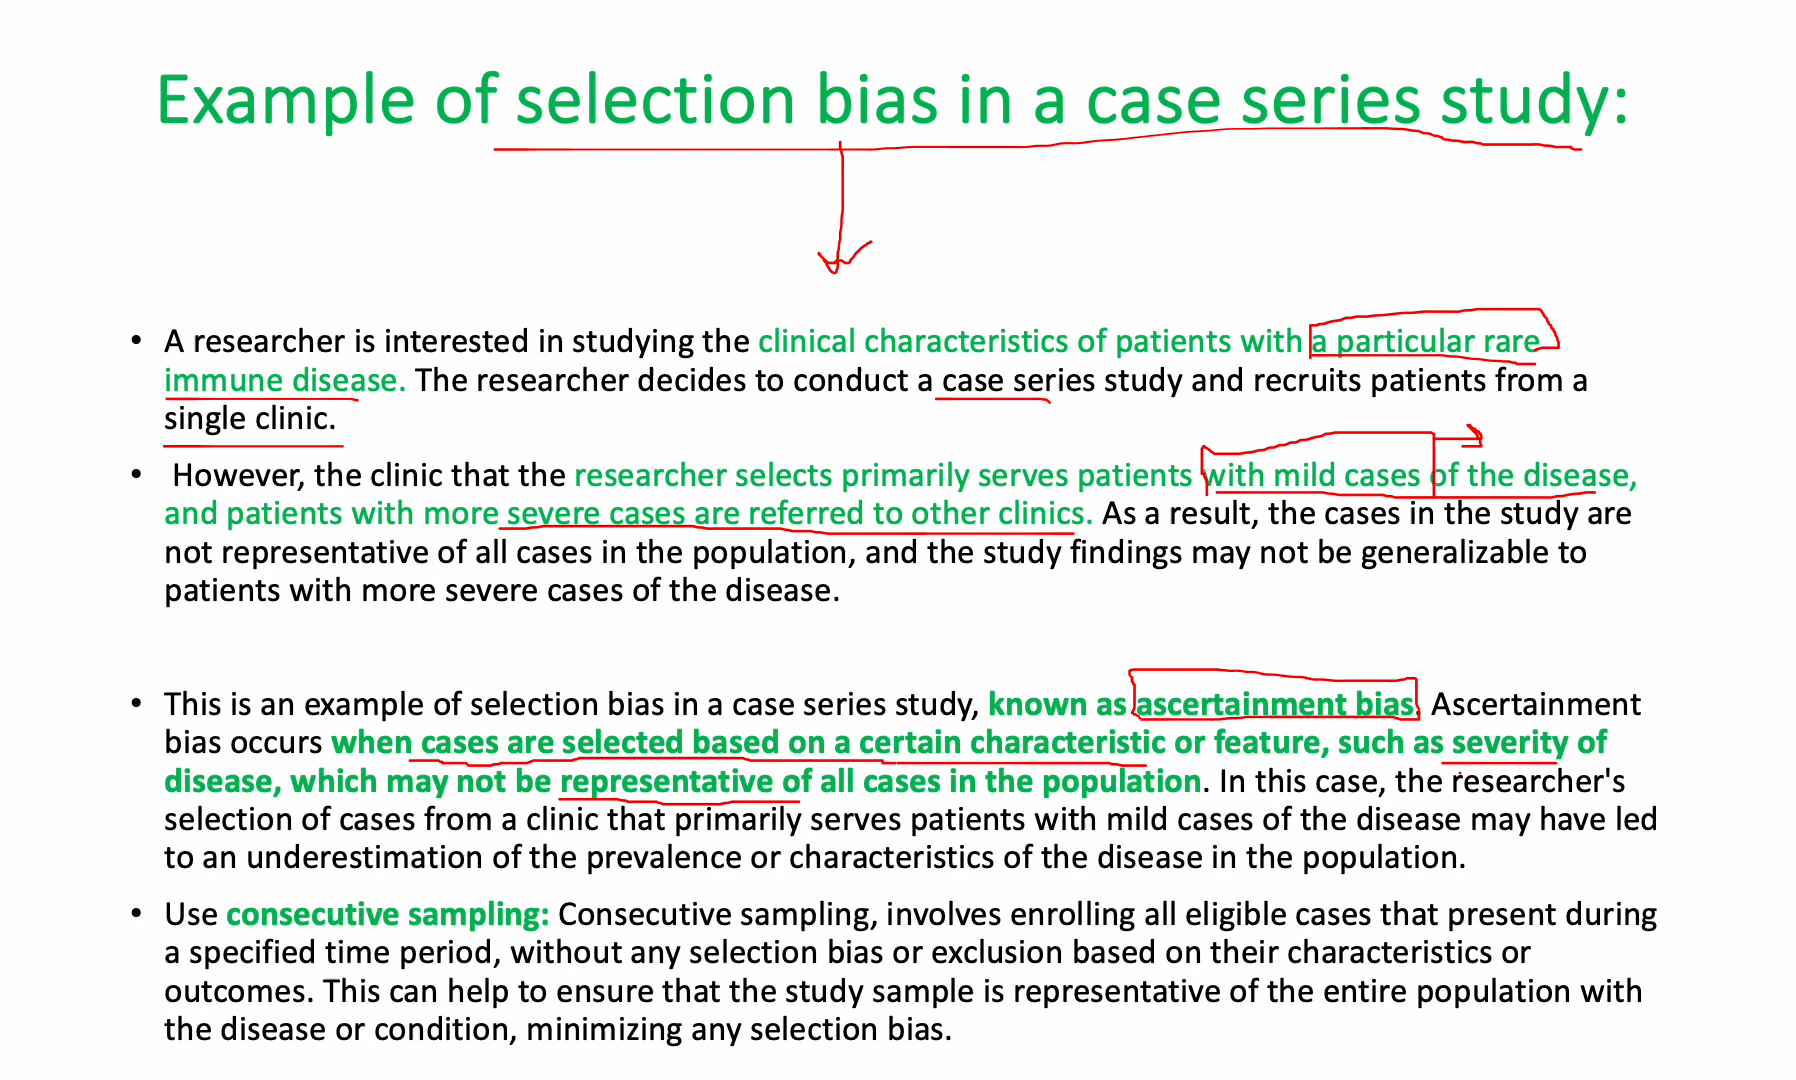 Example of selection bias in a case series study:
• A researcher is interested in studying the clinical characteristics of patients with a particular rare
immune disease. The researcher decides to conduct a case series study and recruits patients from a
single clinic.
• However, the clinic that the researcher selects primarily serves patients with mild cases of the disease,
and patients with more severe cases are referred to other clinics. As a result, the cases in the study are
not representative of all cases in the population, and the study findings may not be generalizable to
patients with more severe cases of the disease.
• This is an example of selection bias in a case series study, known as ascertainment bias. Ascertainment
bias occurs when cases are selected based on a certain characteristic or feature, such as severity of
disease, which may not be representative of all cases in the population. In this case, the researcher's
selection of cases from a clinic that primarily serves patients with mild cases of the disease may have led
to an underestimation of the prevalence or characteristics of the disease in the population.
• Use consecutive sampling: Consecutive sampling, involves enrolling all eligible cases that present during
a specified time period, without any selection bias or exclusion based on their characteristics or
outcomes. This can help to ensure that the study sample is representative of the entire population with
the disease or condition, minimizing any selection bias.